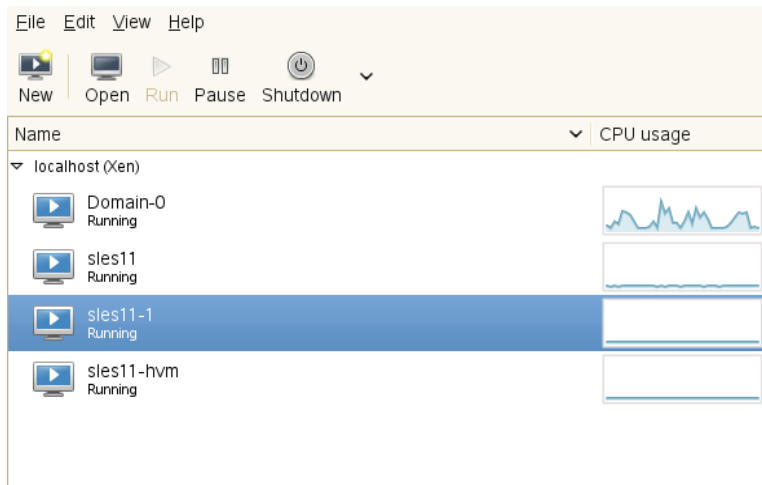 File Edit View Help
New Open Run Pause Shutdown
Name CPU usage
localhost (Xen)
Domain-0
Running
sles11
Running
sles11-1
Running
sles11-hvm
Running